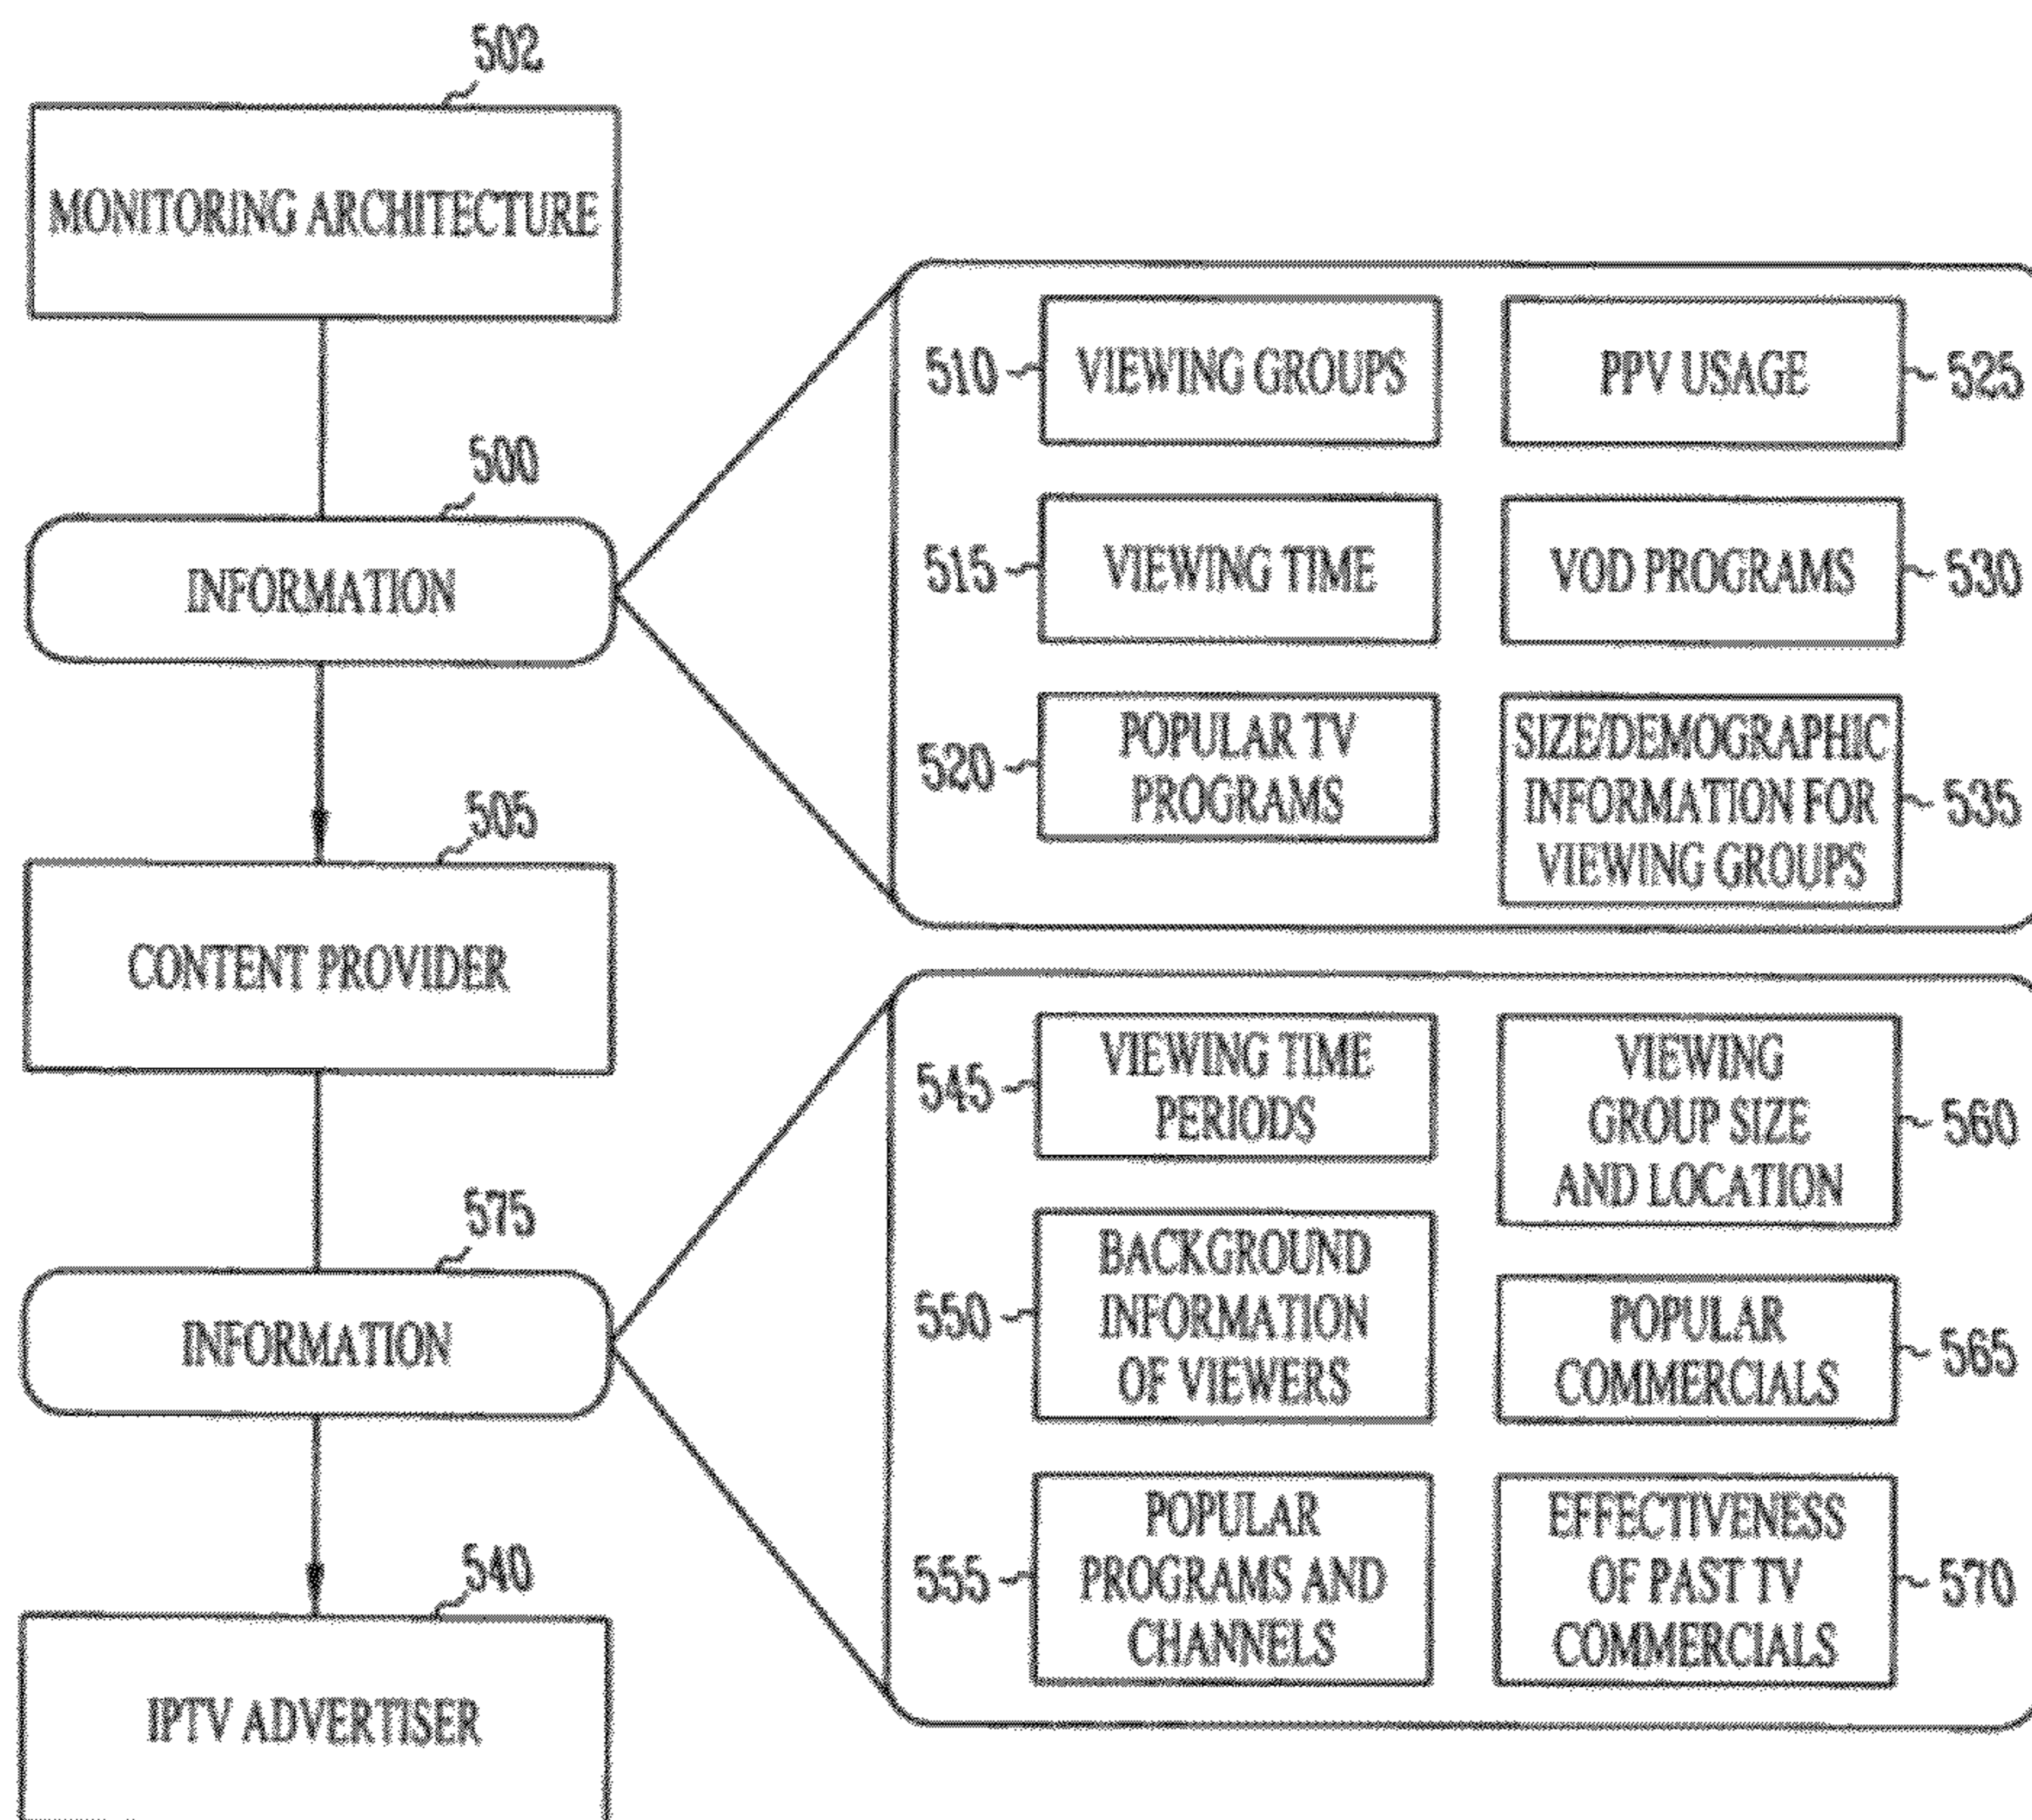 502
MONITORING ARCHITECTURE
500
INFORMATION
505
CONTENT PROVIDER
575
INFORMATION
540
IPTV ADVERTISER
510
VIEWING GROUPS
PPV USAGE
525
515
VIEWING TIME
VOD PROGRAMS
530
520
POPULAR TV
PROGRAMS
SIZE/DEMOGRAPHIC
INFORMATION FOR
VIEWING GROUPS
535
545
VIEWING TIME
PERIODS
VIEWING
GROUP SIZE
AND LOCATION
560
550
BACKGROUND
INFORMATION
OF VIEWERS
POPULAR
COMMERCIALS
565
555
POPULAR
PROGRAMS AND
CHANNELS
EFFECTIVENESS
OF PAST TV
COMMERCIALS
570